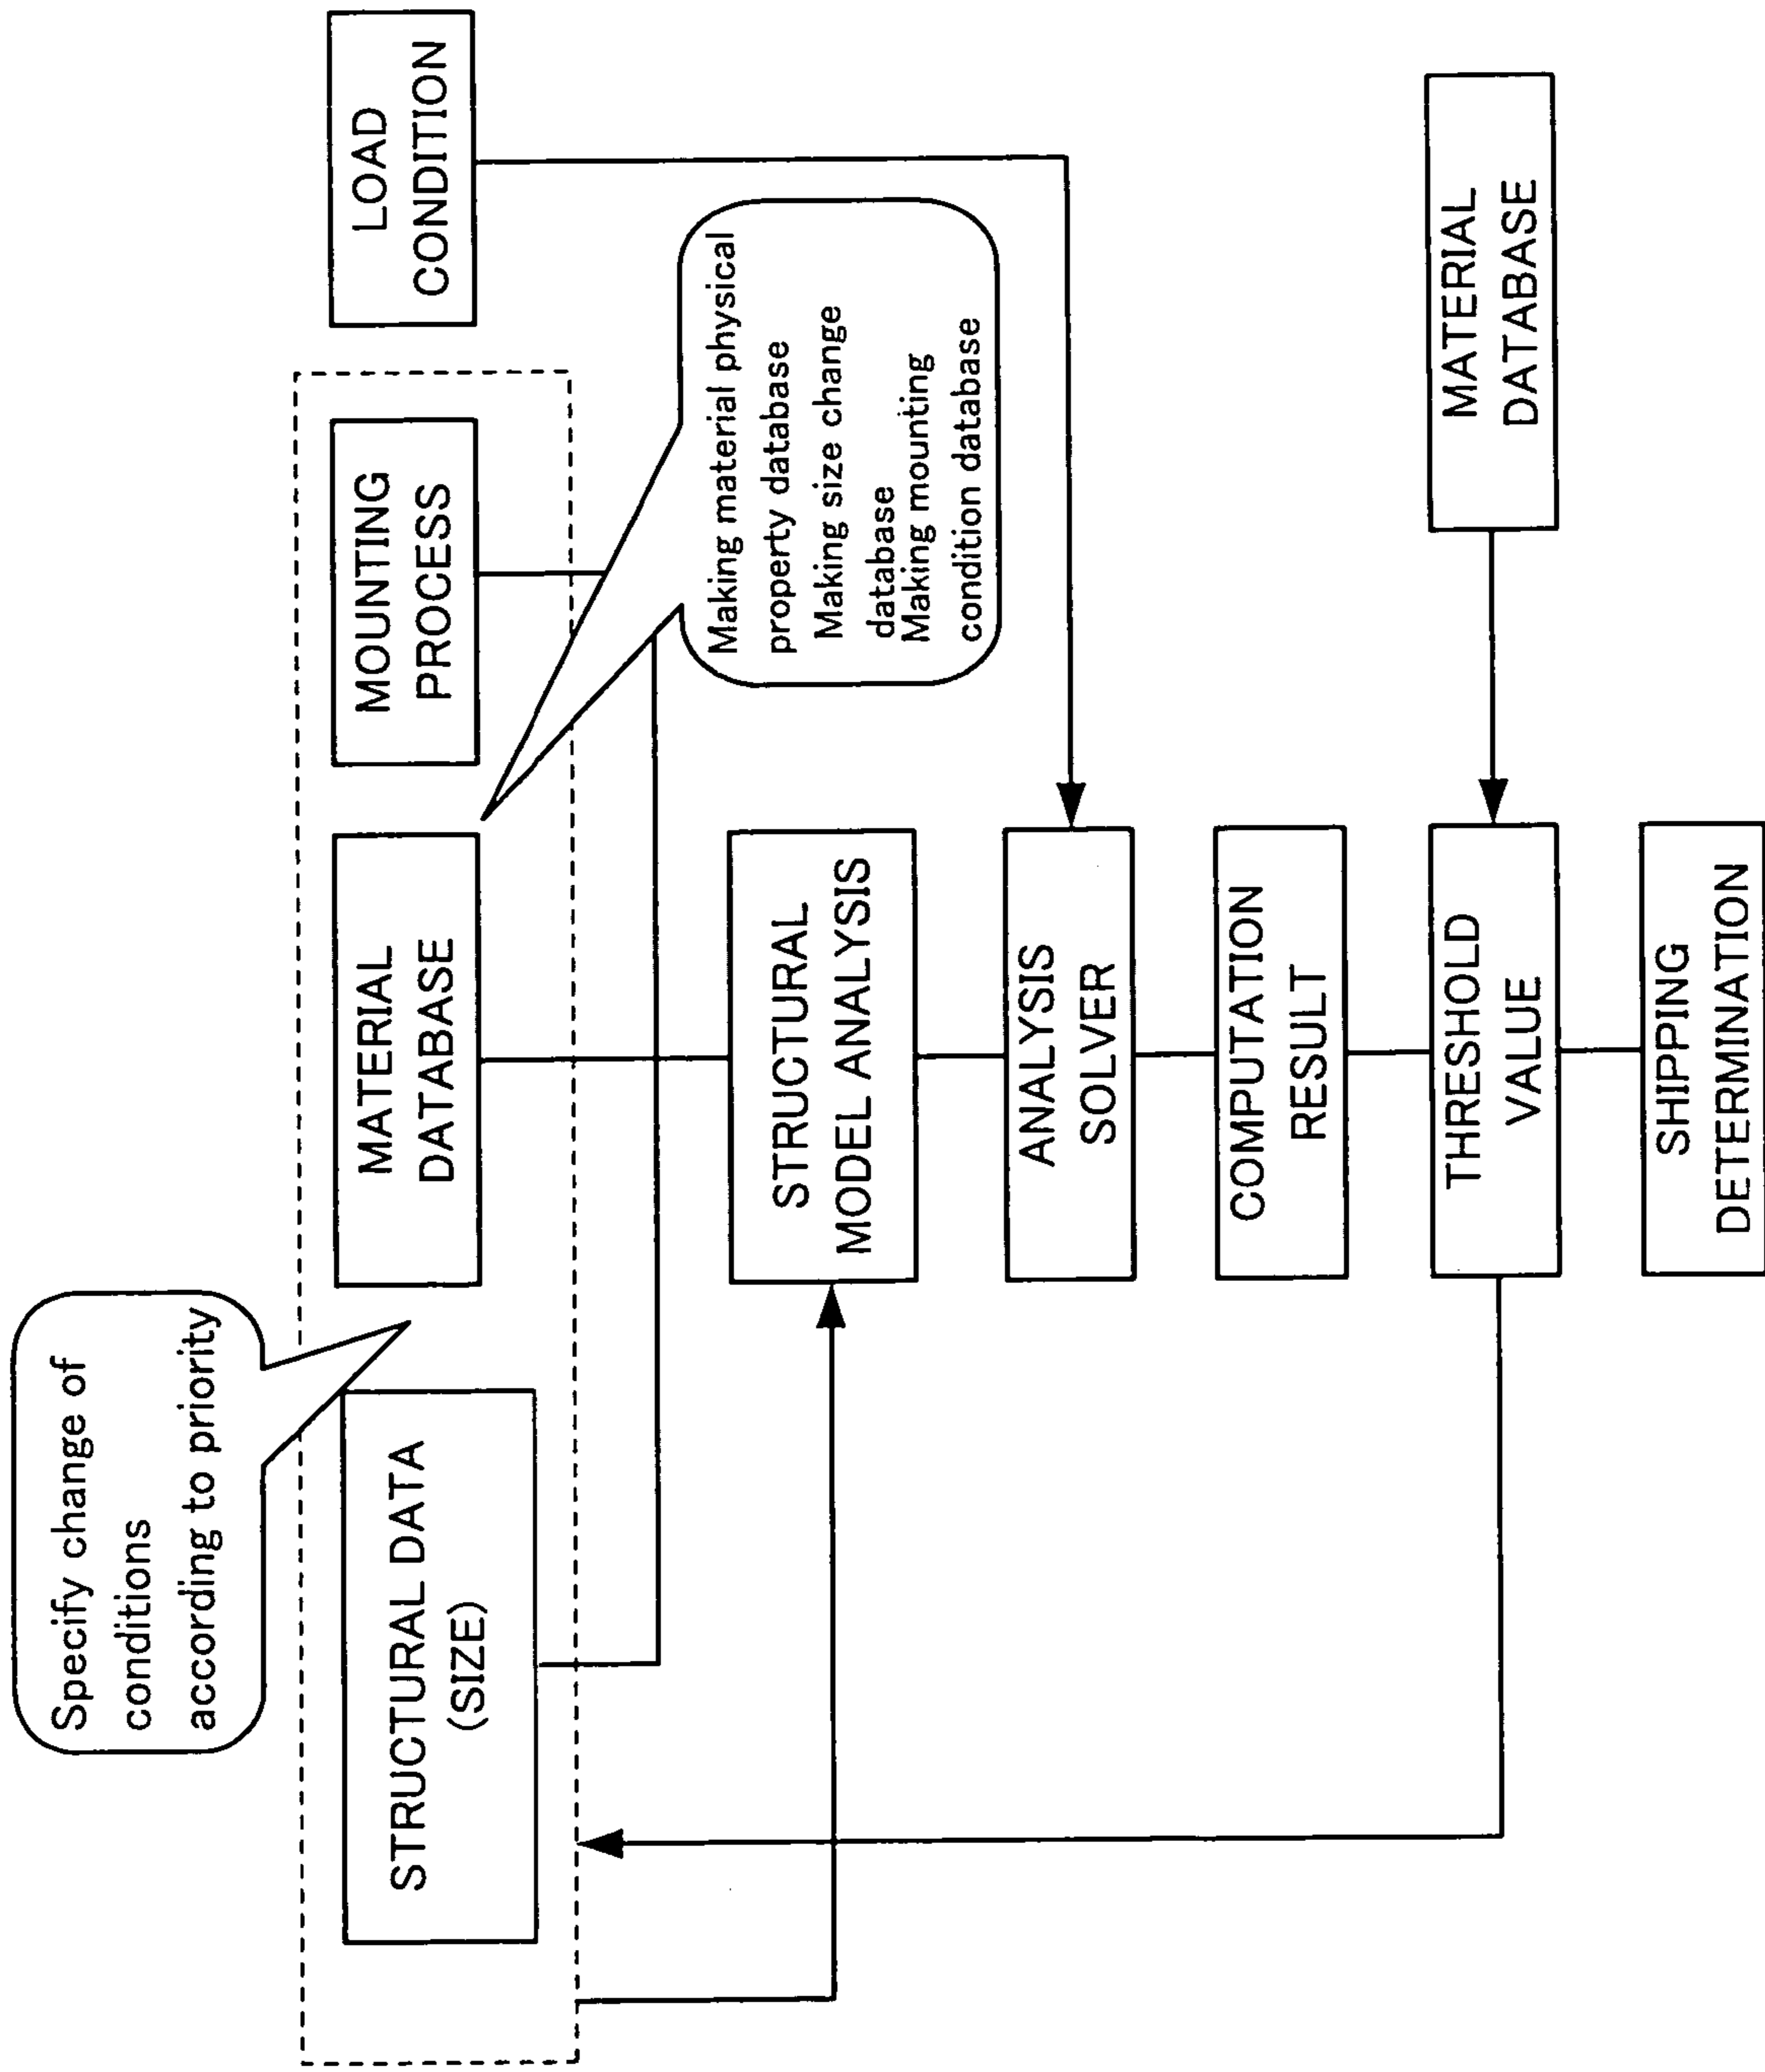 Specify change of
conditions
according to priority
STRUCTURAL DATA
(SIZE)
MATERIAL
DATABASE
MOUNTING
PROCESS
LOAD
CONDITION
Making material physical
property database
Making size change
database
Making mounting
condition database
STRUCTURAL
MODEL ANALYSIS
ANALYSIS
SOLVER
COMPUTATION
RESULT
THRESHOLD
VALUE
MATERIAL
DATABASE
SHIPPING
DETERMINATION